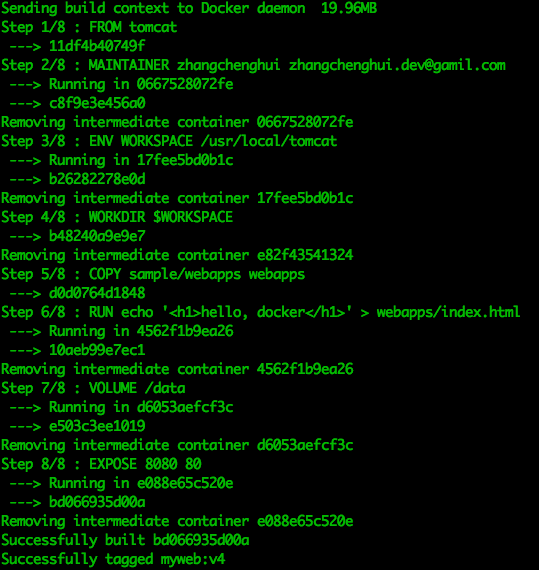 Sending build context to Docker daemon  19.96MB
Step 1/8 : FROM tomcat
 ---> 11df4b40749f
Step 2/8 : MAINTAINER zhangchenghui zhangchenghui.dev@gamil.com
 ---> Running in 0667528072fe
 ---> c8f9e3e456a0
Removing intermediate container 0667528072fe
Step 3/8 : ENV WORKSPACE /usr/local/tomcat
 ---> Running in 17fee5bd0b1c
 ---> b26282278e0d
Removing intermediate container 17fee5bd0b1c
Step 4/8 : WORKDIR $WORKSPACE
 ---> b48240a9e9e7
Removing intermediate container e82f43541324
Step 5/8 : COPY sample/webapps webapps
 ---> d0d0764d1848
Step 6/8 : RUN echo '<h1>hello, docker</h1>' > webapps/index.html
 ---> Running in 4562f1b9ea26
 ---> 10aeb99e7ec1
Removing intermediate container 4562f1b9ea26
Step 7/8 : VOLUME /data
 ---> Running in d6053aefcf3c
 ---> e503c3ee1019
Removing intermediate container d6053aefcf3c
Step 8/8 : EXPOSE 8080 80
 ---> Running in e088e65c520e
 ---> bd066935d00a
Removing intermediate container e088e65c520e
Successfully built bd066935d00a
Successfully tagged myweb:v4